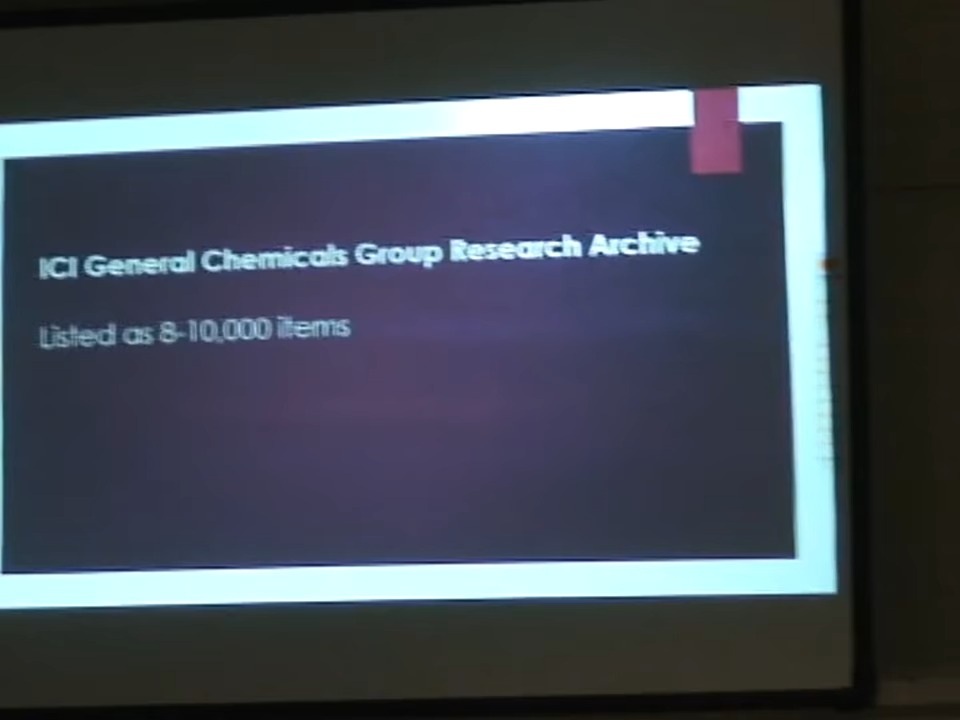 ICI General Chemicals Group Research Archive
Listed as 8-10,000 items